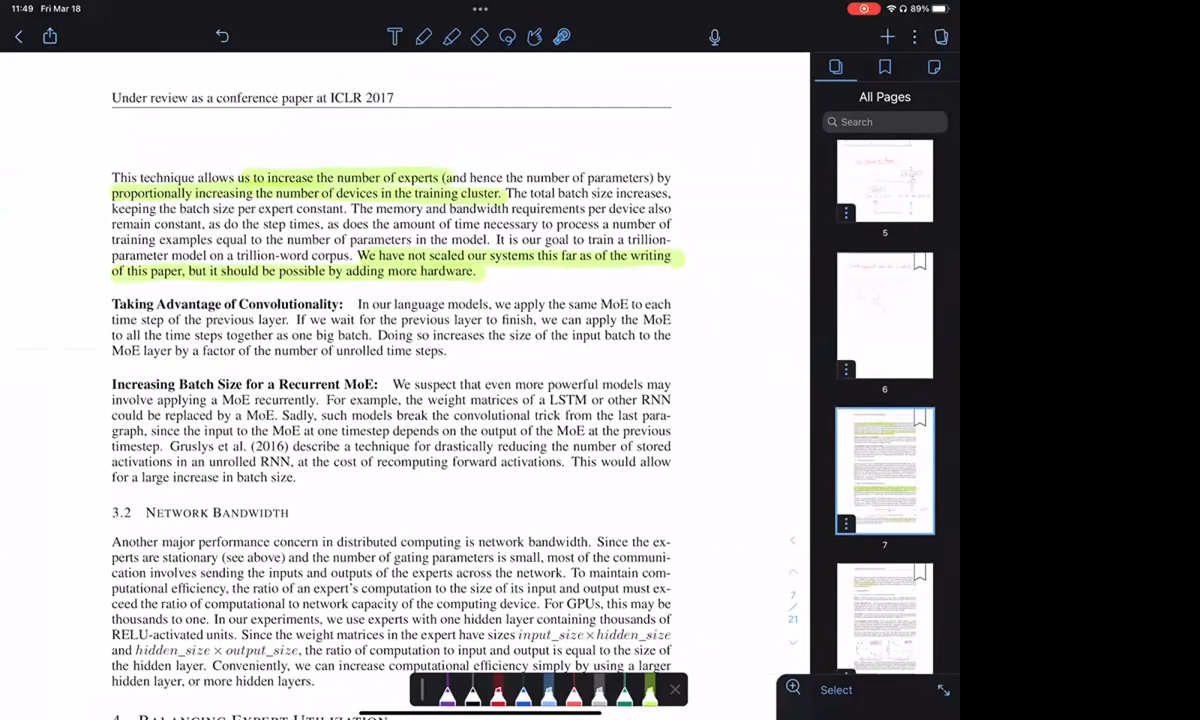 11:49 Fri Mar 18
89%
All Pages
Search
5
6
7
7
21
Select
Under review as a conference paper at ICLR 2017
This technique allows us to increase the number of experts (and hence the number of parameters) by
proportionally increasing the number of devices in the training cluster. The total batch size increases,
keeping the batch size per expert constant. The memory and bandwidth requirements per device also
remain constant, as do the step times, as does the amount of time necessary to process a number of
training examples equal to the number of parameters in the model. It is our goal to train a trillion-
parameter model on a trillion-word corpus. We have not scaled our systems this far as of the writing
of this paper, but it should be possible by adding more hardware.
Taking Advantage of Convolutionality: In our language models, we apply the same MoE to each
time step of the previous layer. If we wait for the previous layer to finish, we can apply the MoE
to all the time steps together as one big batch. Doing so increases the size of the input batch to the
MoE layer by a factor of the number of unrolled time steps.
Increasing Batch Size for a Recurrent MoE: We suspect that even more powerful models may
involve applying a MoE recurrently. For example, the weight matrices of a LSTM or other RNN
could be replaced by a MoE. Sadly, such models break the convolutional trick from the last para-
graph, since the input to the MoE at one timestep depends on the output of the MoE at the previous
timestep. Gruslys et al. (2016) describe a technique for drastically reducing the number of stored
activations in an unrolled RNN, at the cost of recomputing forward activations. This would allow
for a large increase in batch size.
3.2 NETWORK BANDWIDTH
Another major performance concern in distributed computing is network bandwidth. Since the ex-
perts are stationary (see above) and the number of gating parameters is small, most of the communi-
cation involves sending the inputs and outputs of the experts across the network. To maintain com-
putational efficiency, the ratio of an expert's computation to the size of its input and output must ex-
ceed the ratio of computational to network capacity of the computing device. For GPUs, this may be
thousands to one. In our experiments, we use experts with one hidden layer containing thousands of
RELU-activated units. Since the weight matrices in the expert have sizes input_size×hidden_size
and hidden_size × output_size, the ratio of computation to input and output is equal to the size of
the hidden layer. Conveniently, we can increase computational efficiency simply by using a larger
hidden layer, or more hidden layers.
4 BALANCING EXPERT UTILIZATION